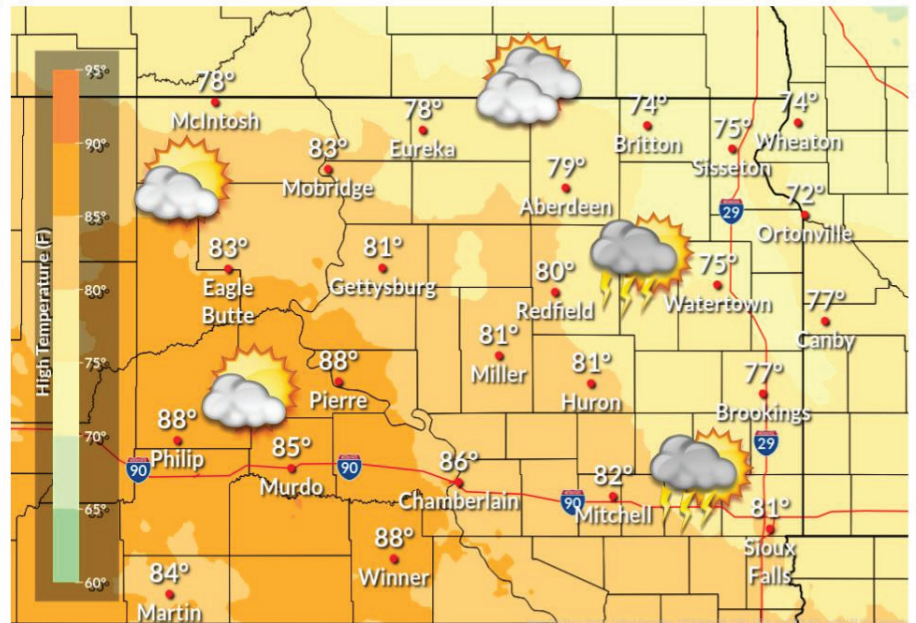 High Temperature (F)
95°
90°
85°
80°
75°
70°
65°
60°
78°
McIntosh
78°
Eureka
74°
Britton
74°
Wheaton
75°
Sisseton
83°
Mobridge
79°
Aberdeen
72°
Ortonville
29
83°
Eagle
Butte
81°
Gettysburg
80°
Redfield
75°
Watertown
77°
Canby
88°
Pierre
81°
Miller
81°
Huron
77°
Brookings
88°
Philip
85°
Murdo
86°
Chamberlain
82°
Mitchell
81°
Sioux
Falls
90
90
90
29
88°
Winner
84°
Martin